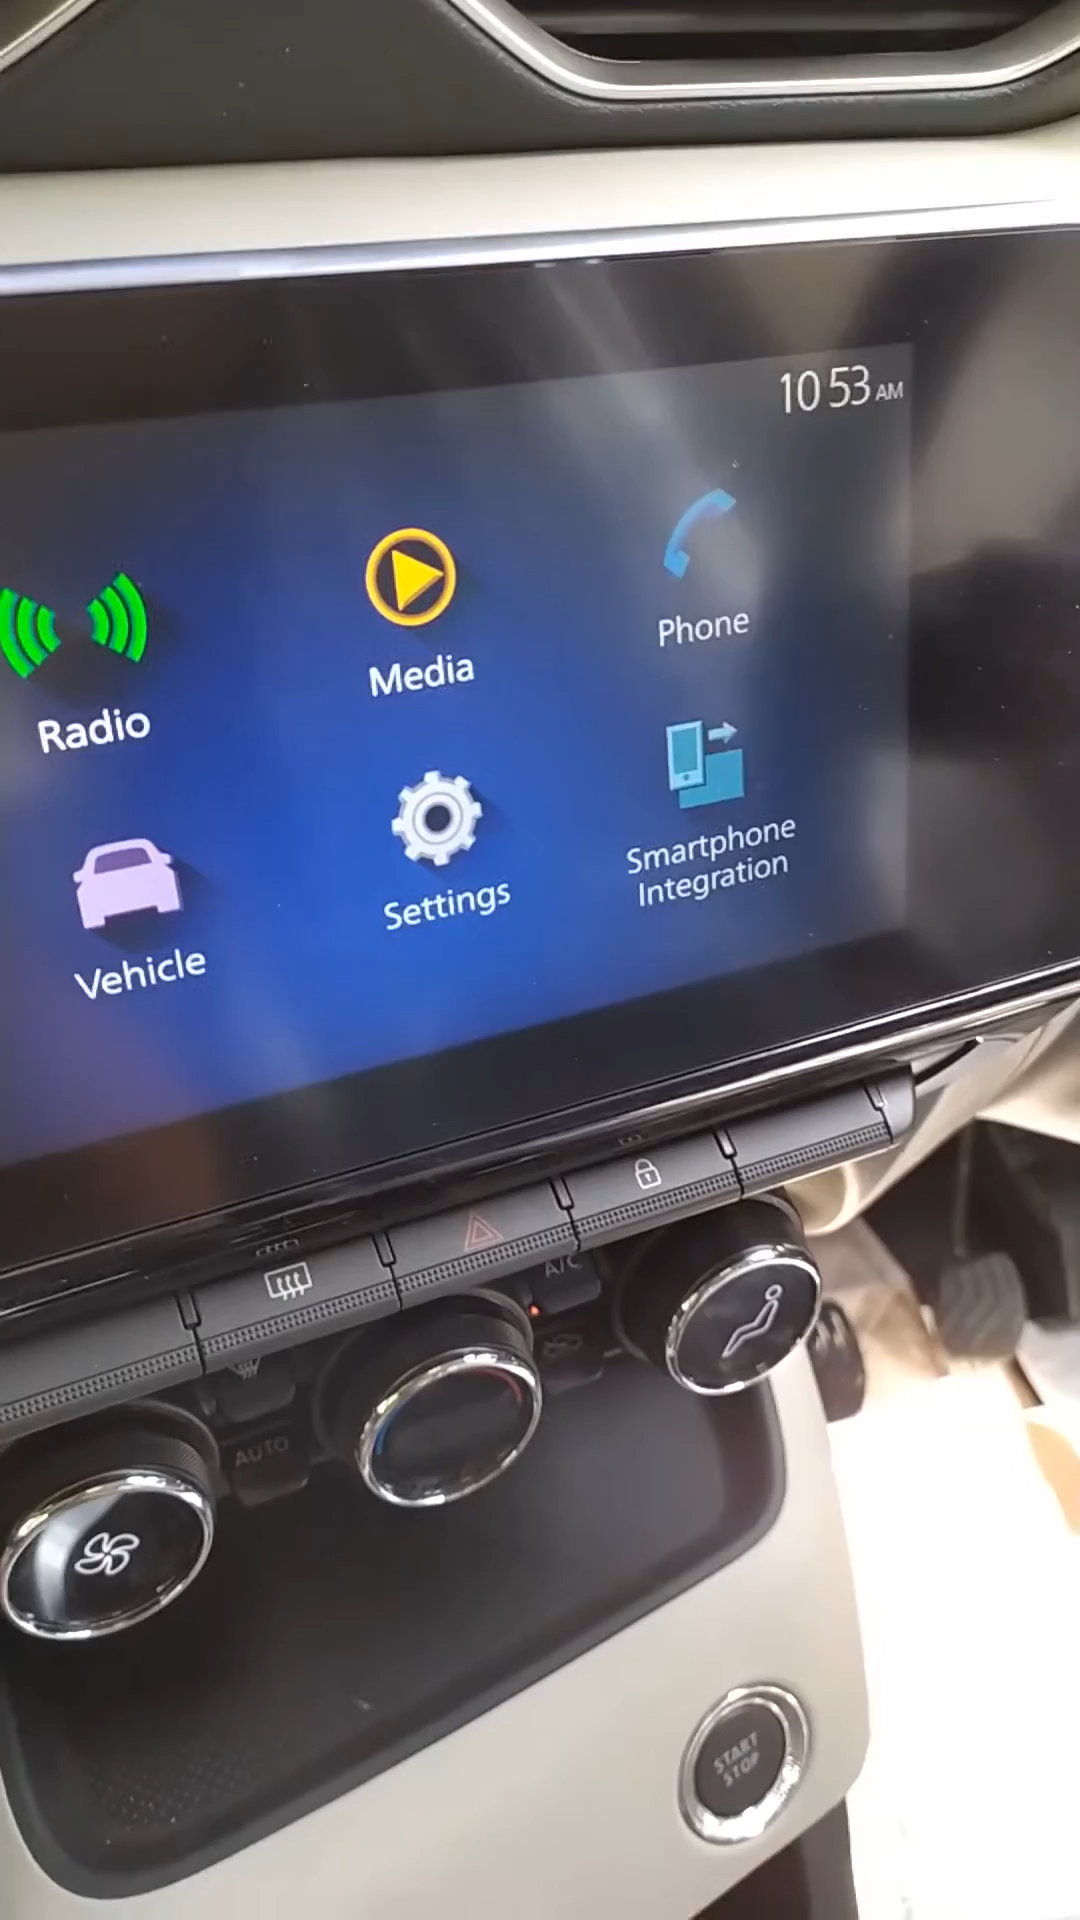 10 53 AM
Radio
Media
Phone
Vehicle
Settings
Smartphone
Integration
A/C
AUTO
START
STOP